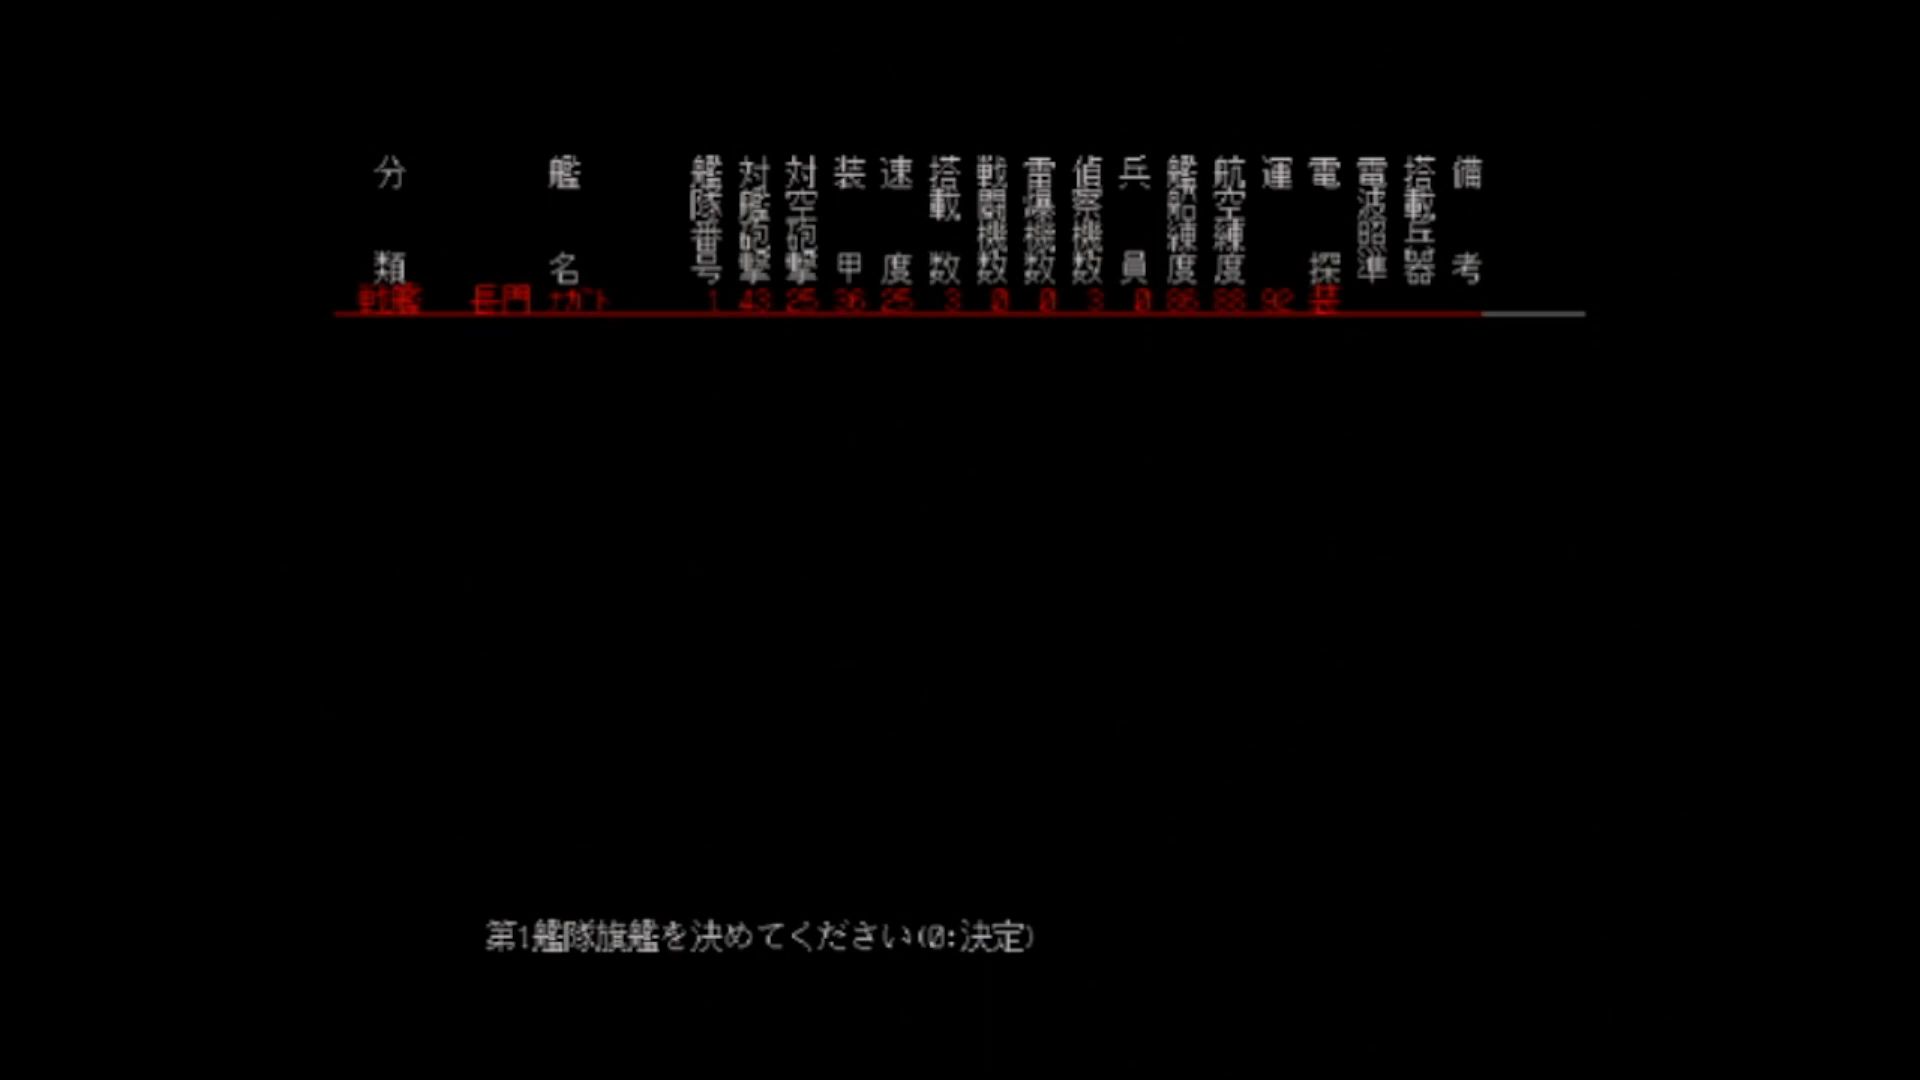 分類 艦名 艦隊番号 対艦砲撃 対空砲撃 装甲 速度 搭載数 戦闘機数 雷爆機数 偵察機数 兵員 艦船練度 航空練度 運 電探 電波照準 搭載兵器 備考
戦艦 長門 ﾅｶﾞﾄ 1 43 25 36 25 3 0 0 3 0 86 88 92 装
第1艦隊旗艦を決めてください(0:決定)